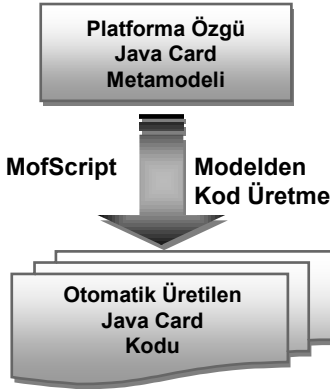 Platforma Özgü
Java Card
Metamodeli
MofScript
Modelden
Kod Üretme
Otomatik Üretilen
Java Card
Kodu